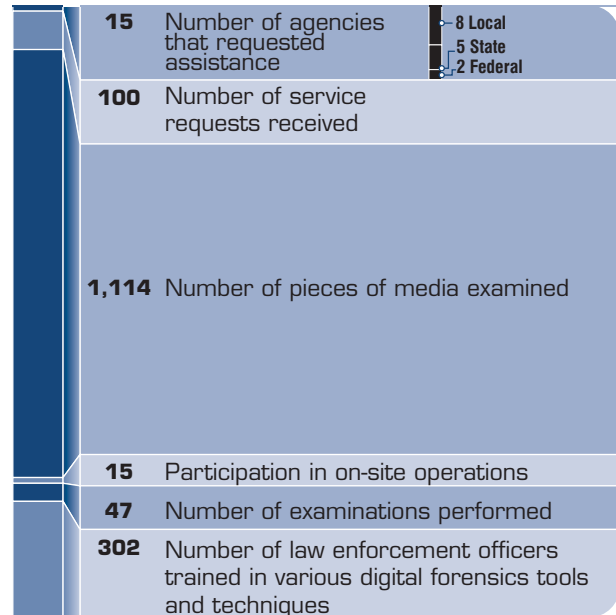 15 Number of agencies
that requested
assistance
8 Local
5 State
2 Federal
100 Number of service
requests received
1,114 Number of pieces of media examined
15 Participation in on-site operations
47 Number of examinations performed
302 Number of law enforcement officers
trained in various digital forensics tools
and techniques